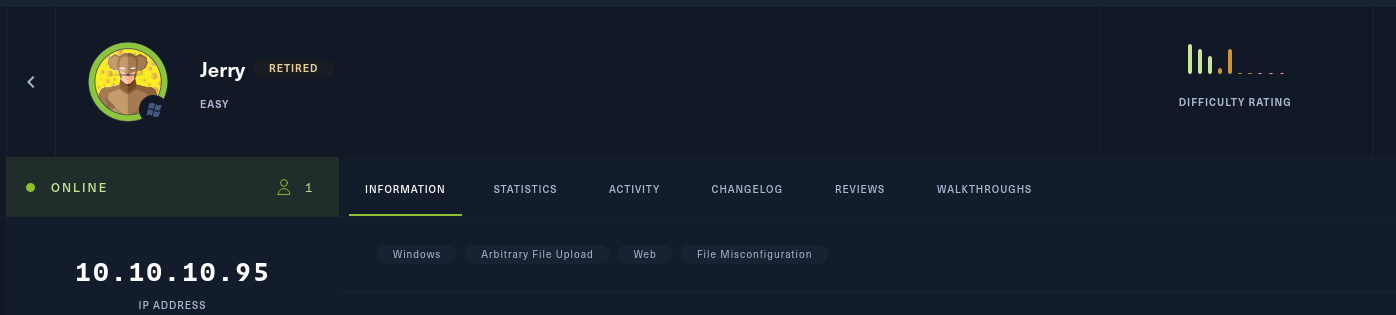 Jerry RETIRED
EASY
DIFFICULTY RATING
ONLINE 1
INFORMATION STATISTICS ACTIVITY CHANGELOG REVIEWS WALKTHROUGHS
Windows Arbitrary File Upload Web File Misconfiguration
10.10.10.95
IP ADDRESS